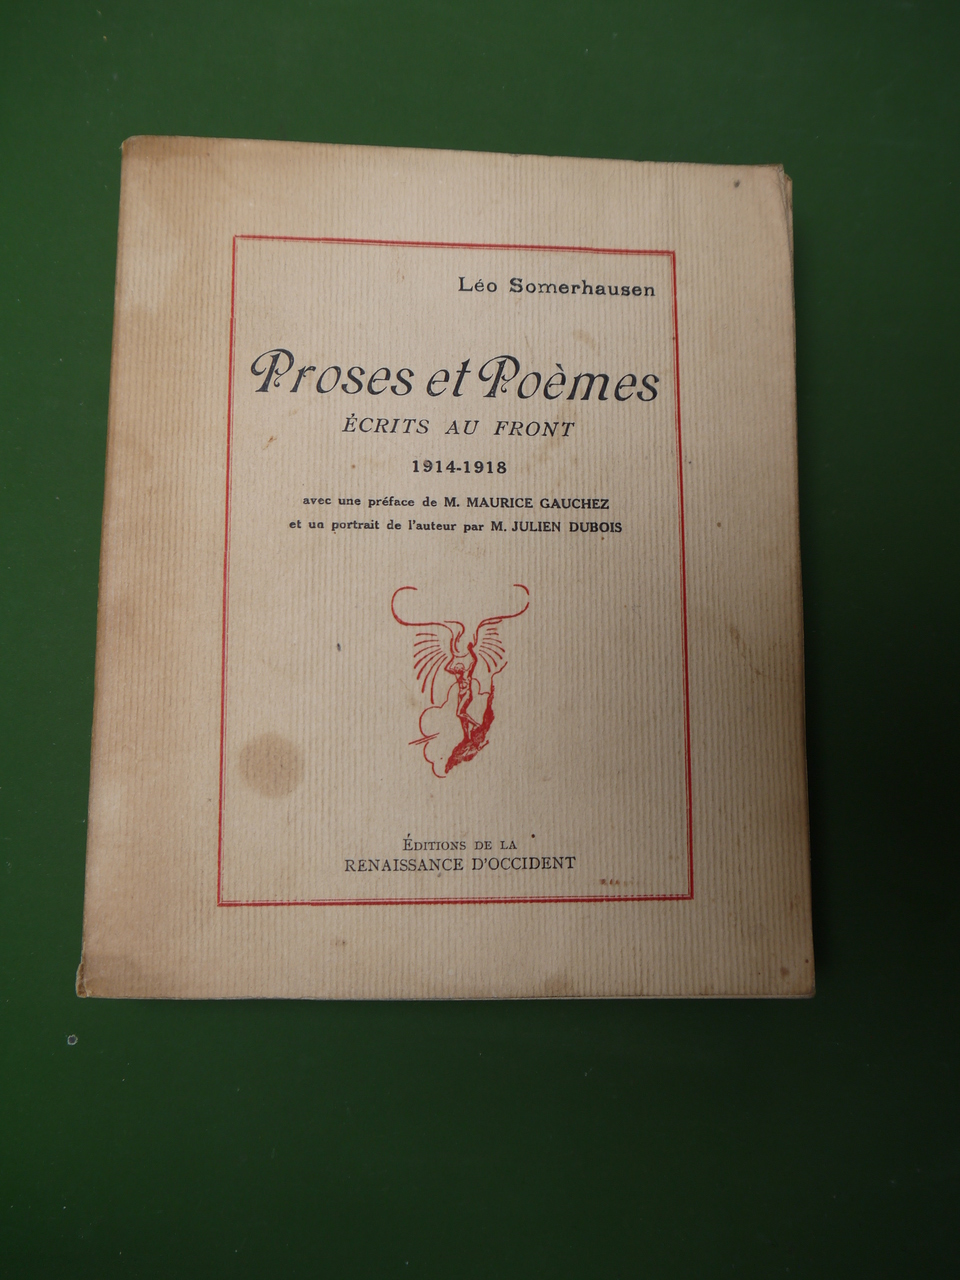 Léo Somerhausen
Proses et Poèmes
ÉCRITS AU FRONT
1914-1918
avec une préface de M. MAURICE GAUCHEZ
et un portrait de l'auteur par M. JULIEN DUBOIS
ÉDITIONS DE LA
RENAISSANCE D'OCCIDENT